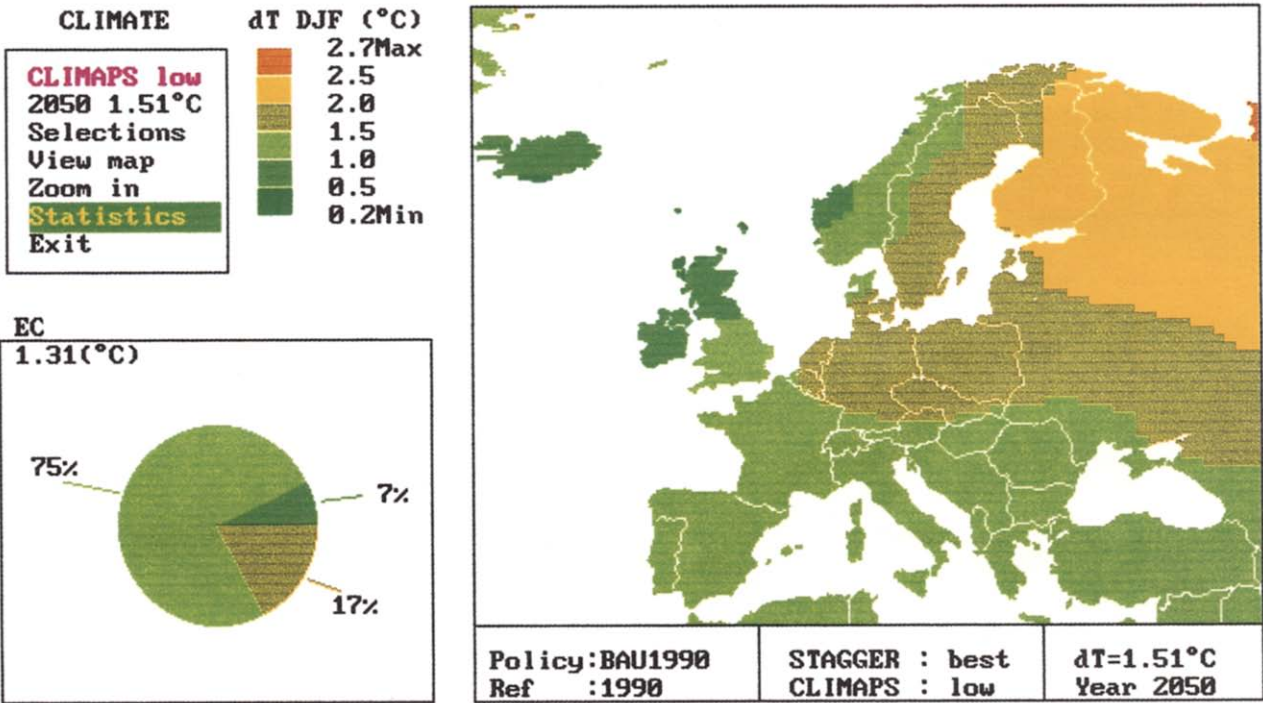 CLIMATE
dT DJF (°C)
CLIMAPS low
2050 1.51°C
Selections
View map
Zoom in
Statistics
Exit
2.7Max
2.5
2.0
1.5
1.0
0.5
0.2Min
EC
1.31(°C)
75%
7%
17%
Policy:BAU1990
Ref :1990
STAGGER : best
CLIMAPS : low
dT=1.51°C
Year 2050